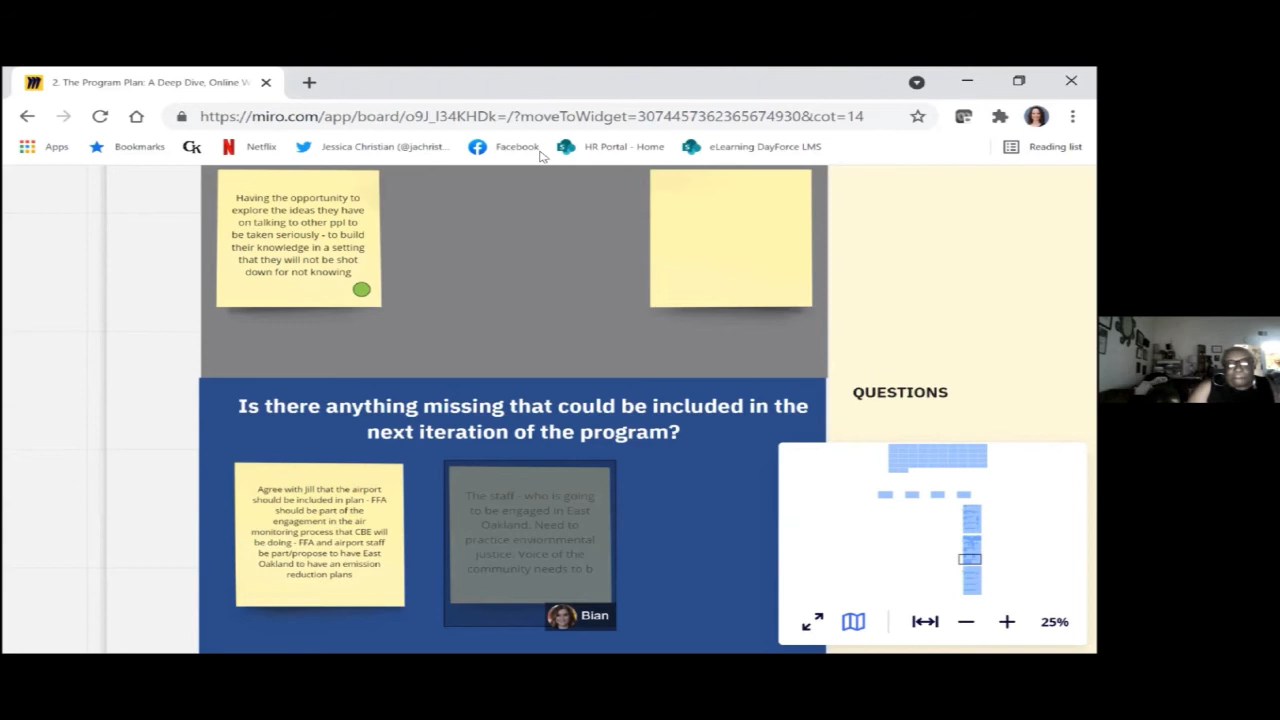 2. The Program Plan: A Deep Dive, Online W
https://miro.com/app/board/o9J_l34KHDk=/?moveToWidget=3074457362365674930&cot=14
Apps
Bookmarks
GK
Netflix
Jessica Christian (@jachrist...
Facebook
HR Portal - Home
eLearning DayForce LMS
Reading list
Having the opportunity to
explore the ideas they have
on talking to other ppl to
be taken seriously - to build
their knowledge in a setting
that they will not be shot
down for not knowing
Is there anything missing that could be included in the
next iteration of the program?
QUESTIONS
Agree with Jill that the airport
should be included in plan - FFA
should be part of the
engagement in the air
monitoring process that CBE will
be doing - FFA and airport staff
be part/propose to have East
Oakland to have an emission
reduction plans
The staff - who is going
to be engaged in East
Oakland. Need to
practice enviornmental
justice. Voice of the
community needs to b
Bian
25%